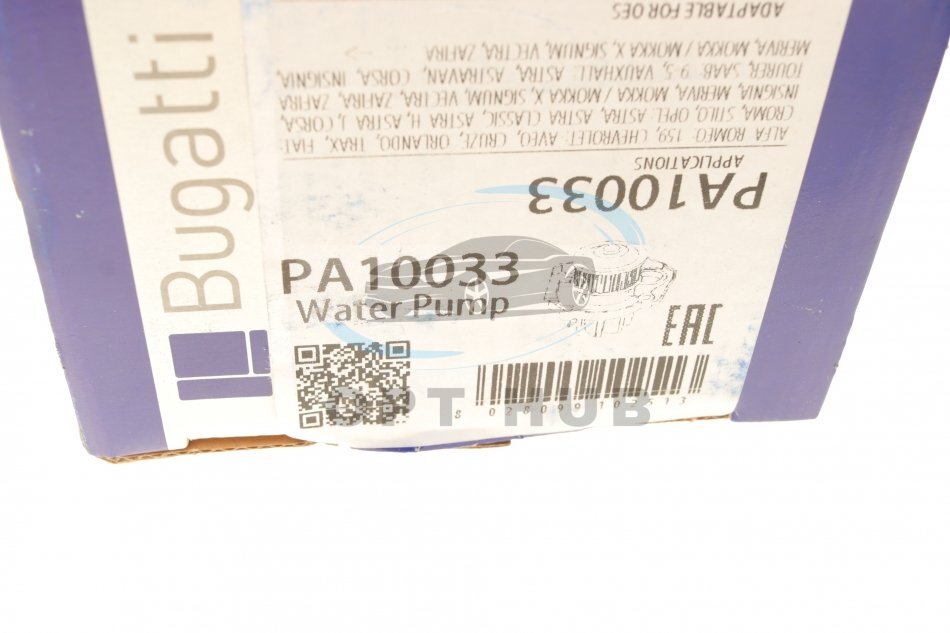 Bugatti
ADAPTABLE FOR OES
MERIVA, MOKKA / MOKKA X, SIGNUM, VECTRA, ZAFIRA
TOURER, SAAB: 9-5, VAUXHALL: ASTRA, ASTRAVAN, CORSA, INSIGNIA,
INSIGNIA, MERIVA, MOKKA / MOKKA X, SIGNUM, VECTRA, ZAFIRA, ZAFIRA
CROMA, STILO, OPEL: ASTRA, ASTRA CLASSIC, ASTRA H, ASTRA J, CORSA,
ALFA ROMEO: 159, CHEVROLET: AVEO, CRUZE, ORLANDO, TRAX, FIAT:
APPLICATIONS
PA10033
PA10033
Water Pump
EAC
OPT HUB